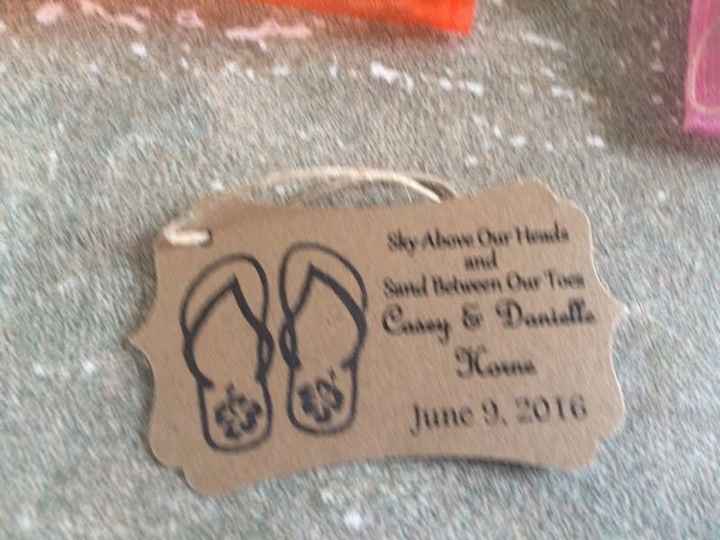 Sky Above Our Heads
and
Sand Between Our Toes
Casey & Danielle
Horne
June 9, 2016